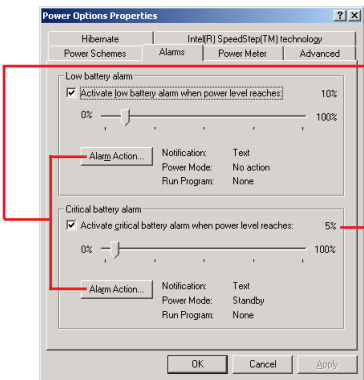 Power Options Properties
Hibernate Intel(R) SpeedStep(TM) technology
Power Schemes Alarms Power Meter Advanced
Low battery alarm
Activate low battery alarm when power level reaches: 10%
0% 100%
Alarm Action... Notification: Text
Power Mode: No action
Run Program: None
Critical battery alarm
Activate critical battery alarm when power level reaches: 5%
0% 100%
Alarm Action... Notification: Text
Power Mode: Standby
Run Program: None
OK Cancel Apply